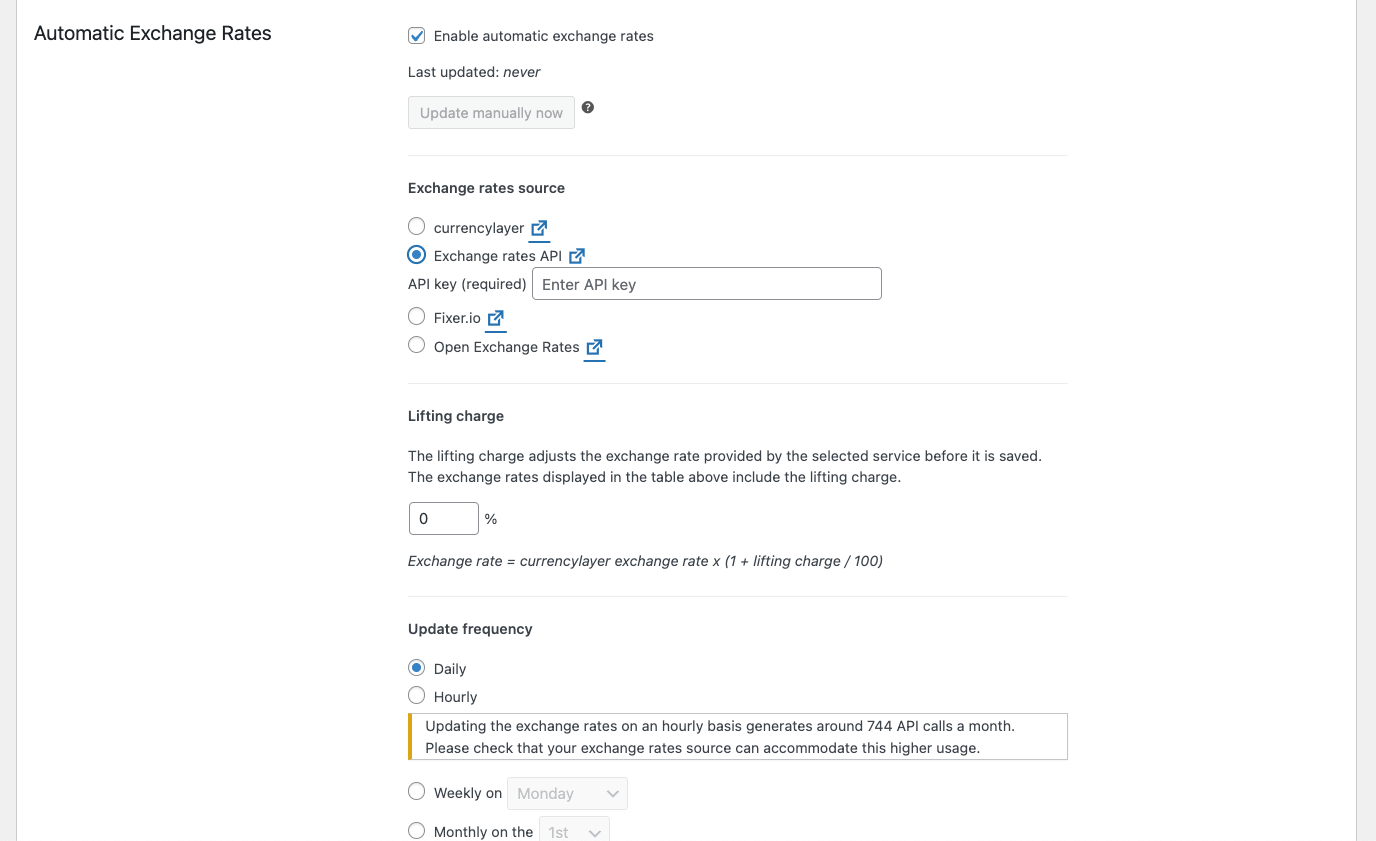 Automatic Exchange Rates
Enable automatic exchange rates
Last updated: never
Update manually now
?
Exchange rates source
currencylayer
Exchange rates API
API key (required) Enter API key
Fixer.io
Open Exchange Rates
Lifting charge
The lifting charge adjusts the exchange rate provided by the selected service before it is saved.
The exchange rates displayed in the table above include the lifting charge.
0 %
Exchange rate = currencylayer exchange rate x (1 + lifting charge / 100)
Update frequency
Daily
Hourly
Updating the exchange rates on an hourly basis generates around 744 API calls a month.
Please check that your exchange rates source can accommodate this higher usage.
Weekly on Monday
Monthly on the 1st